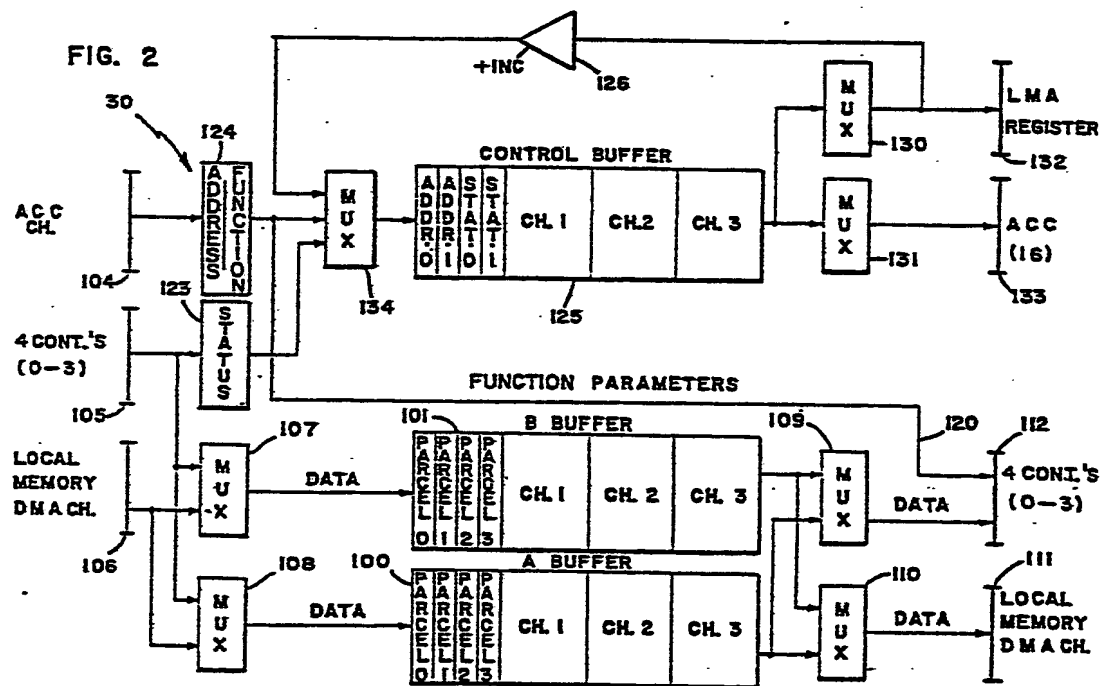 FIG. 2
+INC
126
30
124
ADDRESS
FUNCTION
ACC
CH.
104
MUX
134
CONTROL BUFFER
ADDR.0
ADDR.1
STAT.0
STAT.1
CH. 1
CH.2
CH. 3
125
MUX
130
LMA
REGISTER
132
MUX
131
ACC
(16)
133
123
STATUS
4 CONT.'S
(0-3)
105
FUNCTION PARAMETERS
120
LOCAL
MEMORY
DMA CH.
106
107
MUX
DATA
101
B BUFFER
PARCEL 0
PARCEL 1
PARCEL 2
PARCEL 3
CH. 1
CH. 2
CH. 3
109
MUX
DATA
112
4 CONT.'S
(0-3)
108
MUX
DATA
100
A BUFFER
PARCEL 0
PARCEL 1
PARCEL 2
PARCEL 3
CH. 1
CH. 2
CH. 3
110
MUX
DATA
111
LOCAL
MEMORY
DMA CH.